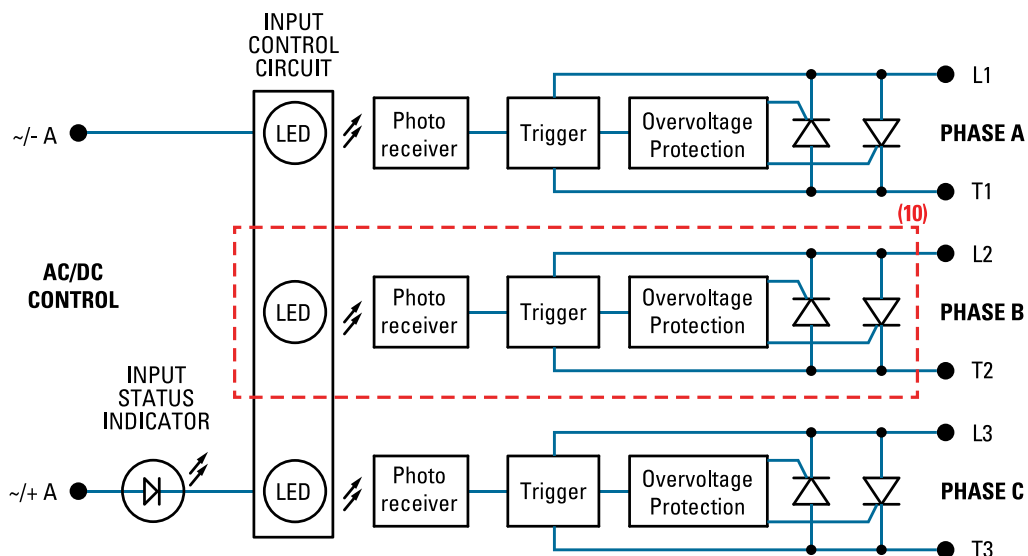 INPUT
CONTROL
CIRCUIT
~/- A
LED
Photo
receiver
Trigger
Overvoltage
Protection
L1
PHASE A
T1
(10)
AC/DC
CONTROL
LED
Photo
receiver
Trigger
Overvoltage
Protection
L2
PHASE B
T2
INPUT
STATUS
INDICATOR
~/+ A
LED
Photo
receiver
Trigger
Overvoltage
Protection
L3
PHASE C
T3